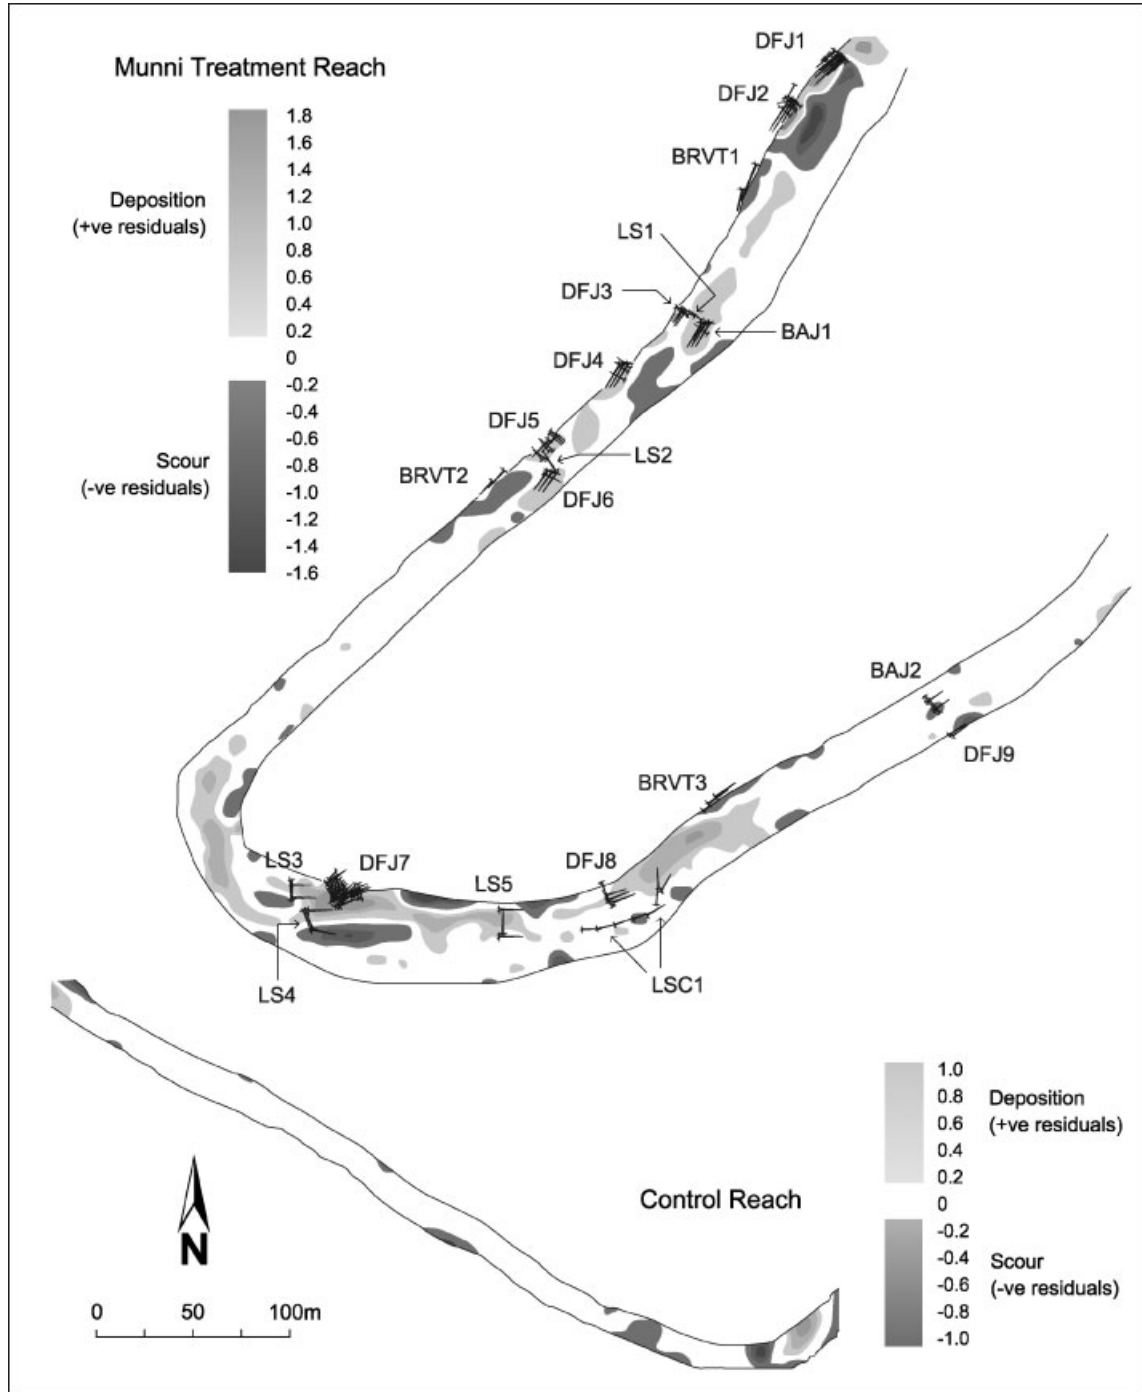 Munni Treatment Reach
Deposition
(+ve residuals)
1.8
1.6
1.4
1.2
1.0
0.8
0.6
0.4
0.2
0
-0.2
-0.4
-0.6
-0.8
-1.0
-1.2
-1.4
-1.6
Scour
(-ve residuals)
DFJ1
DFJ2
BRVT1
LS1
DFJ3
BAJ1
DFJ4
DFJ5
LS2
BRVT2
DFJ6
BAJ2
DFJ9
BRVT3
LS3
DFJ7
LS5
DFJ8
LS4
LSC1
N
0 50 100m
Control Reach
1.0
0.8
0.6
0.4
0.2
0
-0.2
-0.4
-0.6
-0.8
-1.0
Deposition
(+ve residuals)
Scour
(-ve residuals)